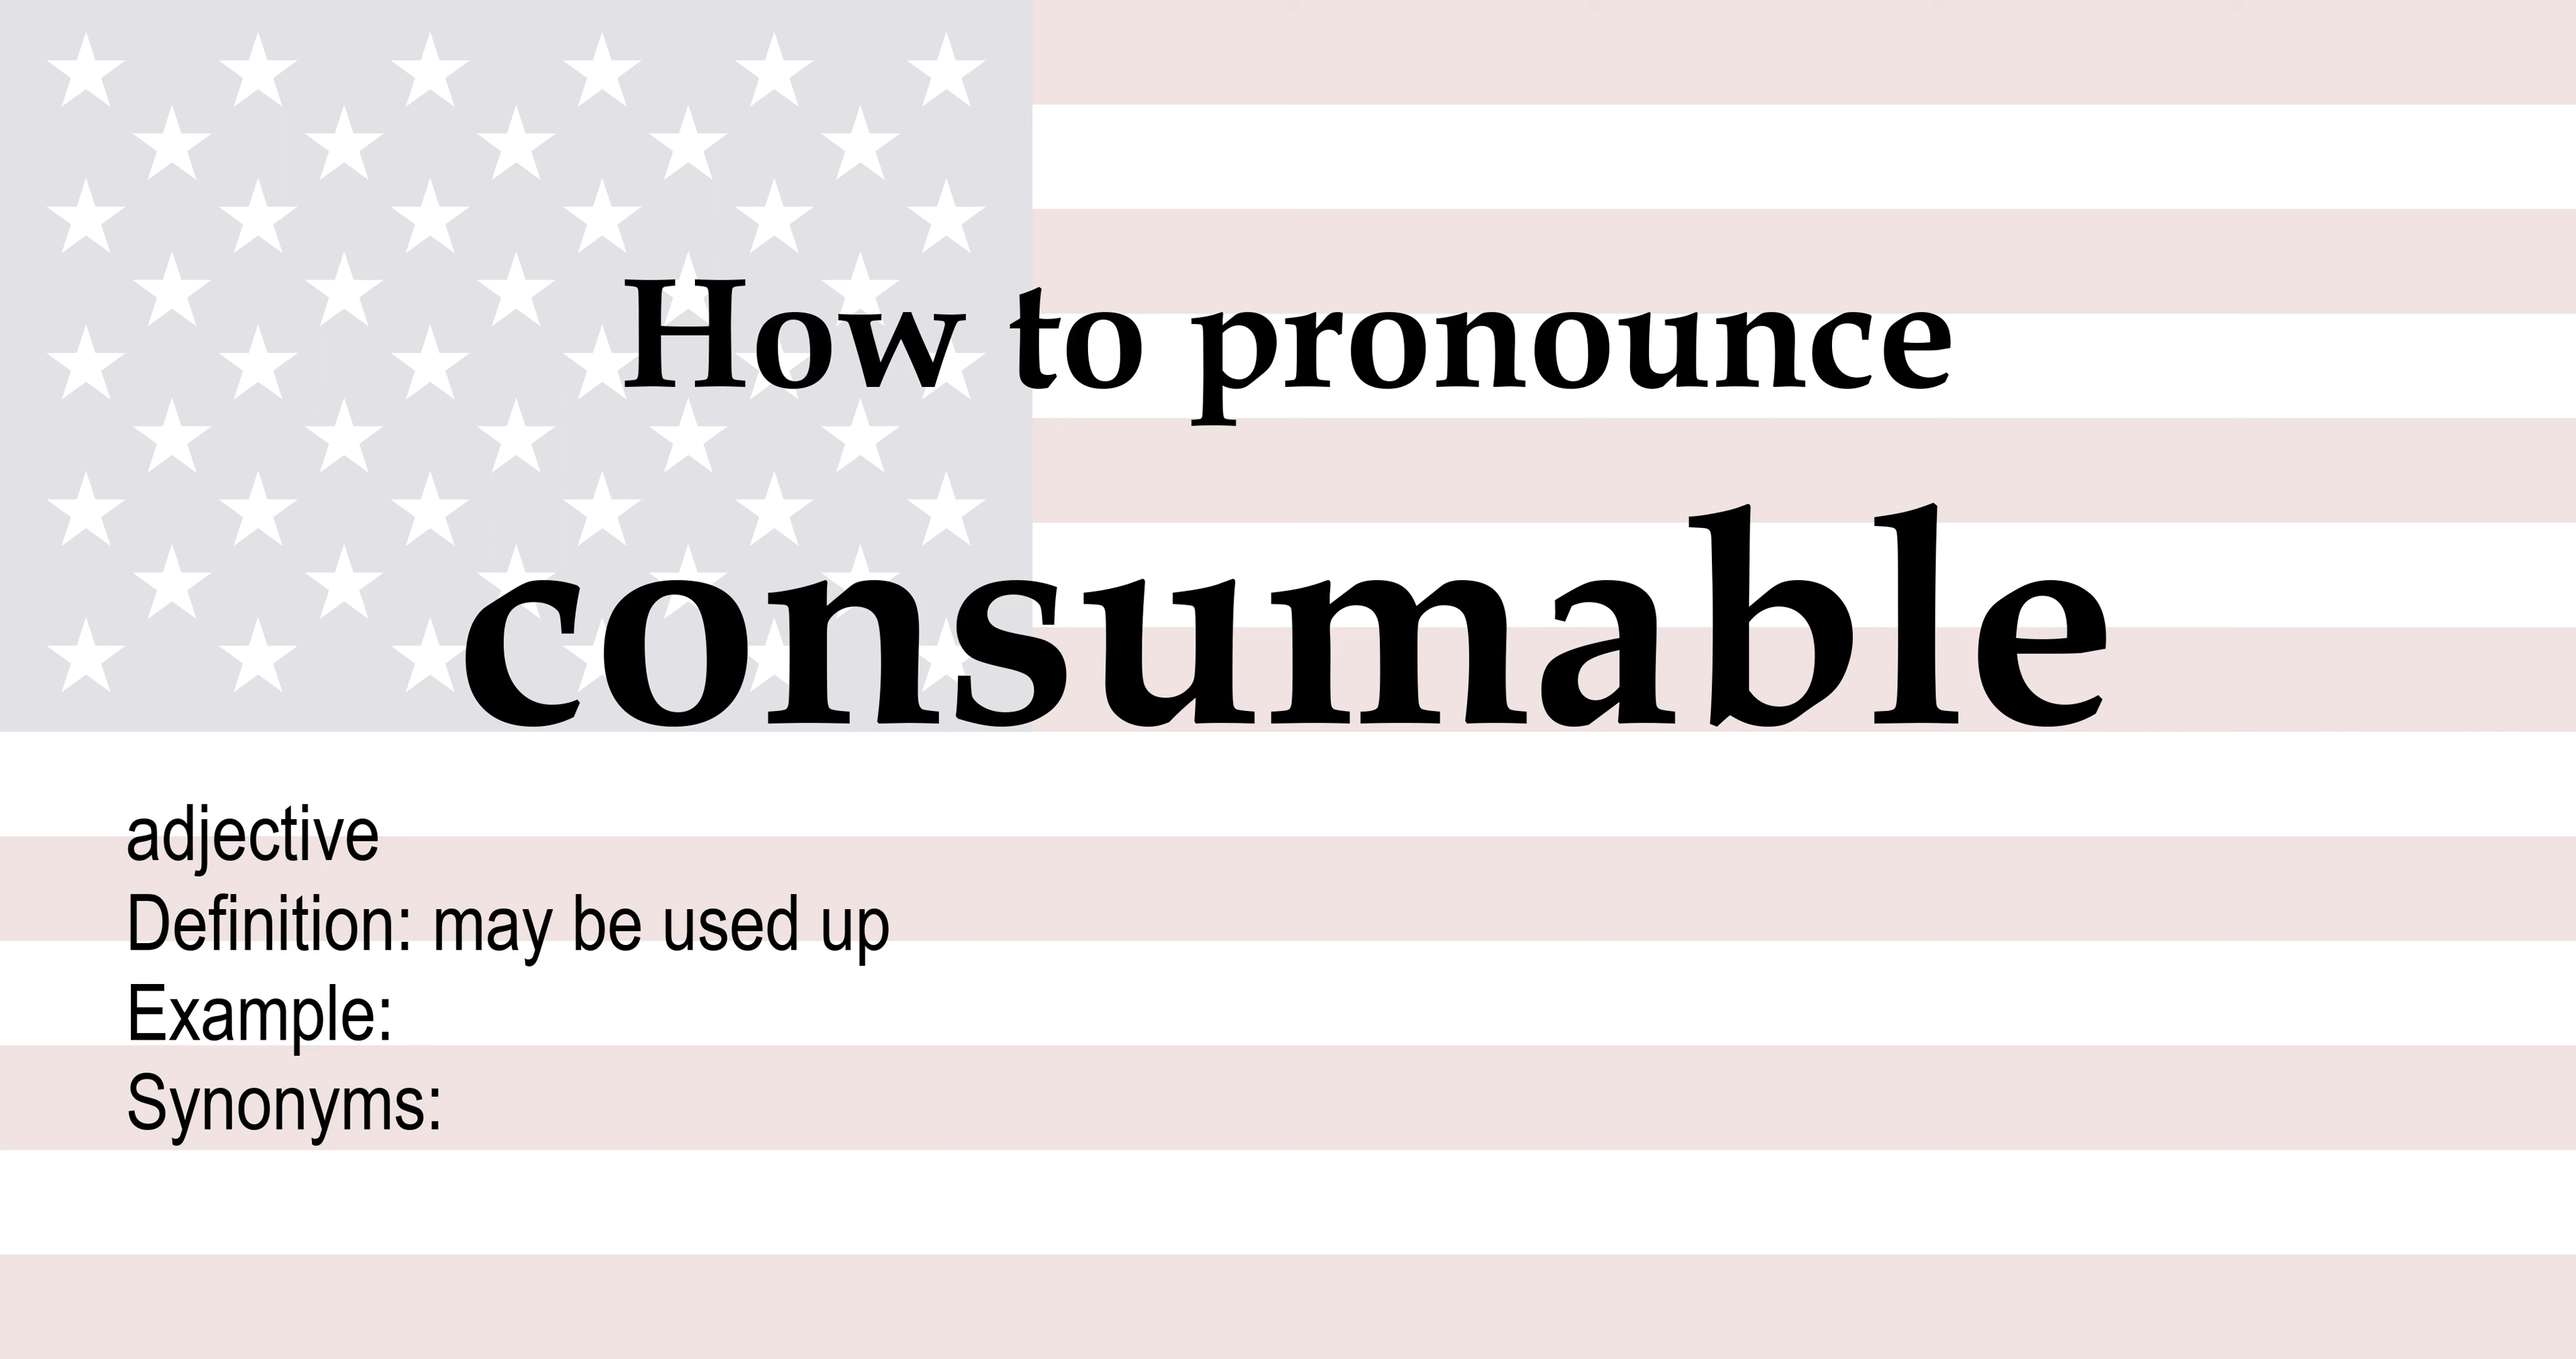 How to pronounce
consumable
adjective
Definition: may be used up
Example:
Synonyms: